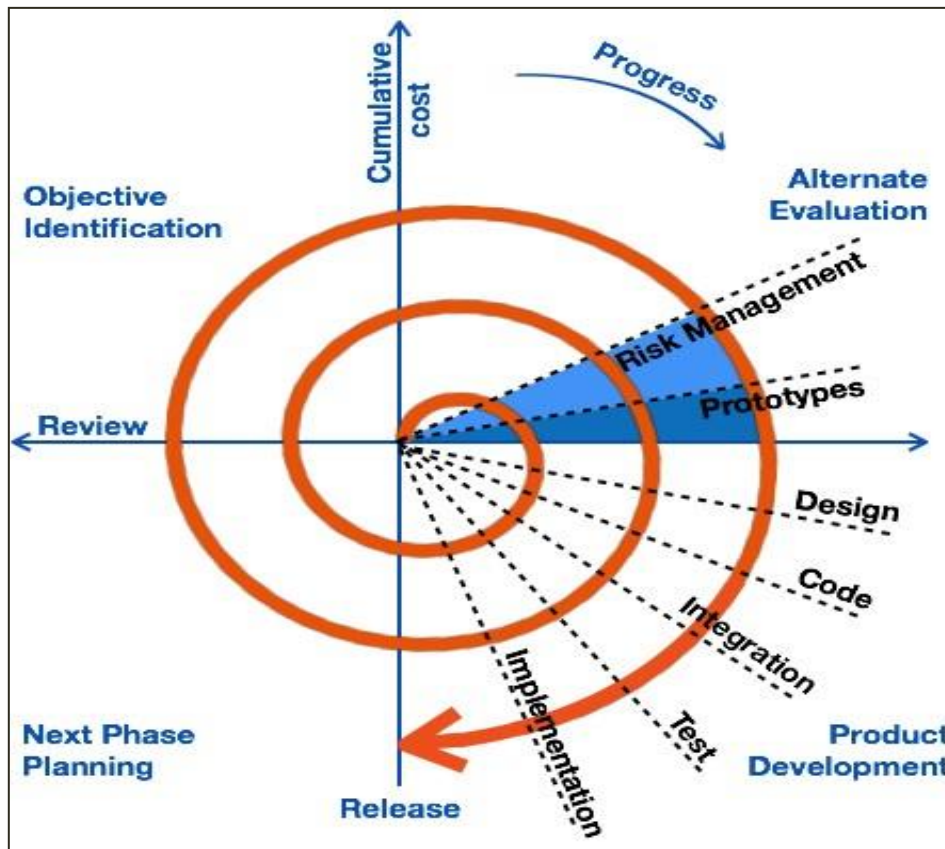 Cumulative
cost
Progress
Objective
Identification
Alternate
Evaluation
Risk Management
Prototypes
Review
Design
Code
Integration
Test
Implementation
Next Phase
Planning
Product
Development
Release